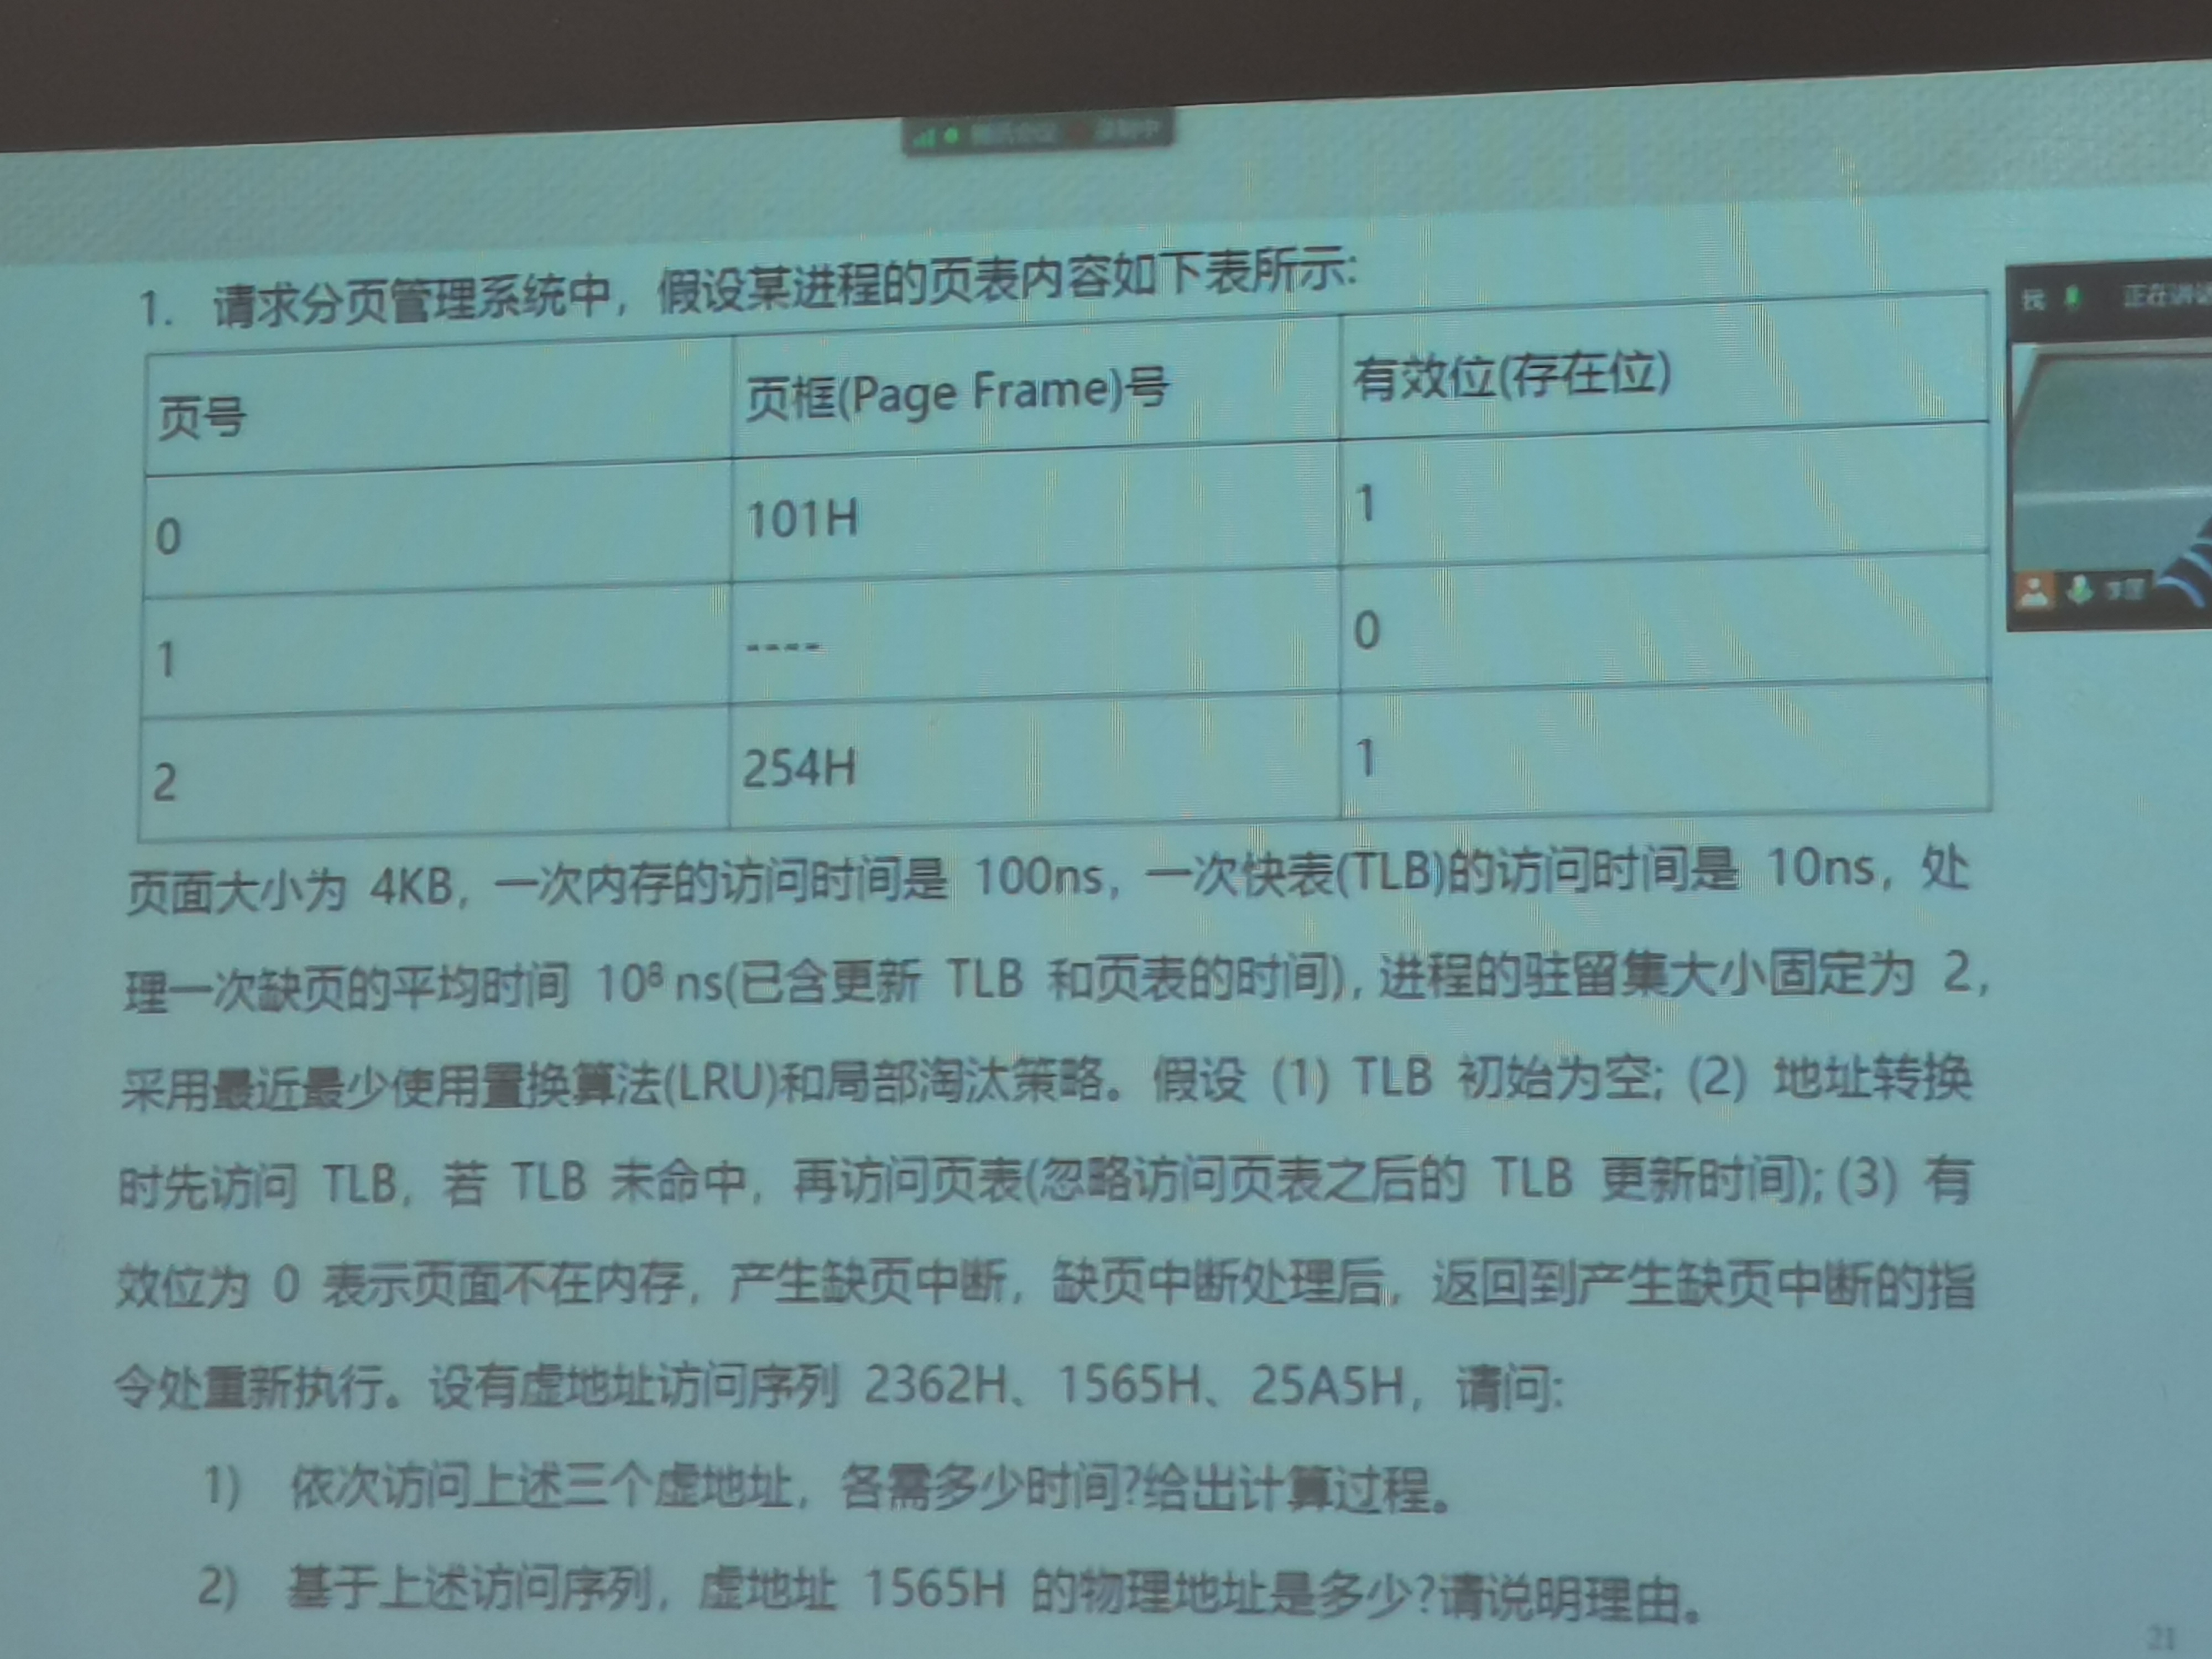 1. 请求分页管理系统中，假设某进程的页表内容如下表所示:
页号 页框(Page Frame)号 有效位(存在位)
0 101H 1
1 ---- 0
2 254H 1
页面大小为 4KB，一次内存的访问时间是 100ns，一次快表(TLB)的访问时间是 10ns，处
理一次缺页的平均时间 10⁸ ns(已含更新 TLB 和页表的时间)，进程的驻留集大小固定为 2，
采用最近最少使用置换算法(LRU)和局部淘汰策略。假设 (1) TLB 初始为空; (2) 地址转换
时先访问 TLB，若 TLB 未命中，再访问页表(忽略访问页表之后的 TLB 更新时间); (3) 有
效位为 0 表示页面不在内存，产生缺页中断，缺页中断处理后，返回到产生缺页中断的指
令处重新执行。设有虚地址访问序列 2362H、1565H、25A5H，请问:
1) 依次访问上述三个虚地址，各需多少时间?给出计算过程。
2) 基于上述访问序列，虚地址 1565H 的物理地址是多少?请说明理由。
21